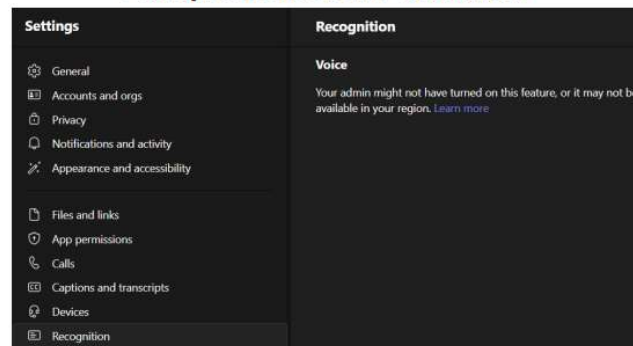 Settings
General
Accounts and orgs
Privacy
Notifications and activity
Appearance and accessibility
Files and links
App permissions
Calls
Captions and transcripts
Devices
Recognition
Recognition
Voice
Your admin might not have turned on this feature, or it may not b
available in your region. Learn more